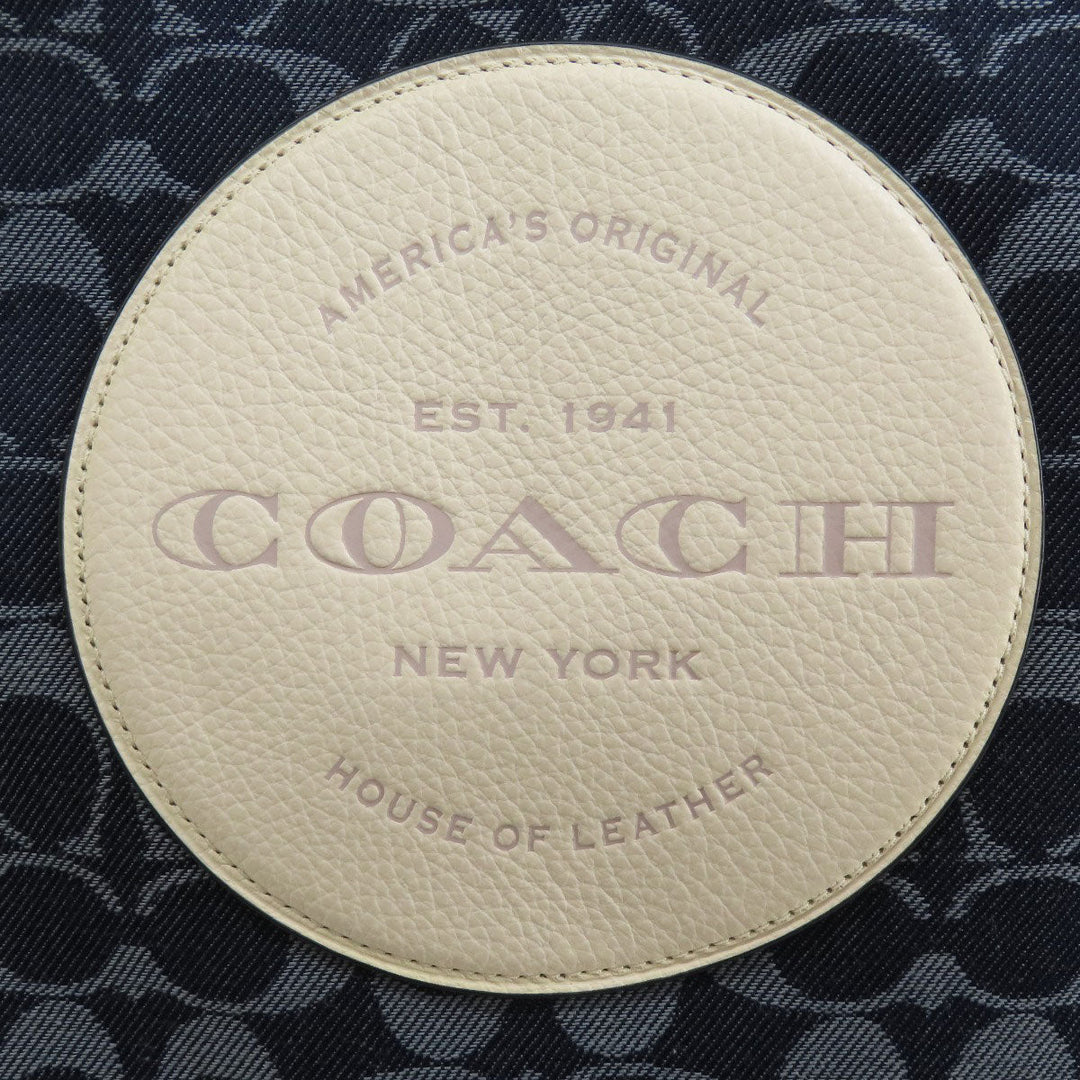 AMERICA'S ORIGINAL
EST. 1941
COACH
NEW YORK
HOUSE OF LEATHER